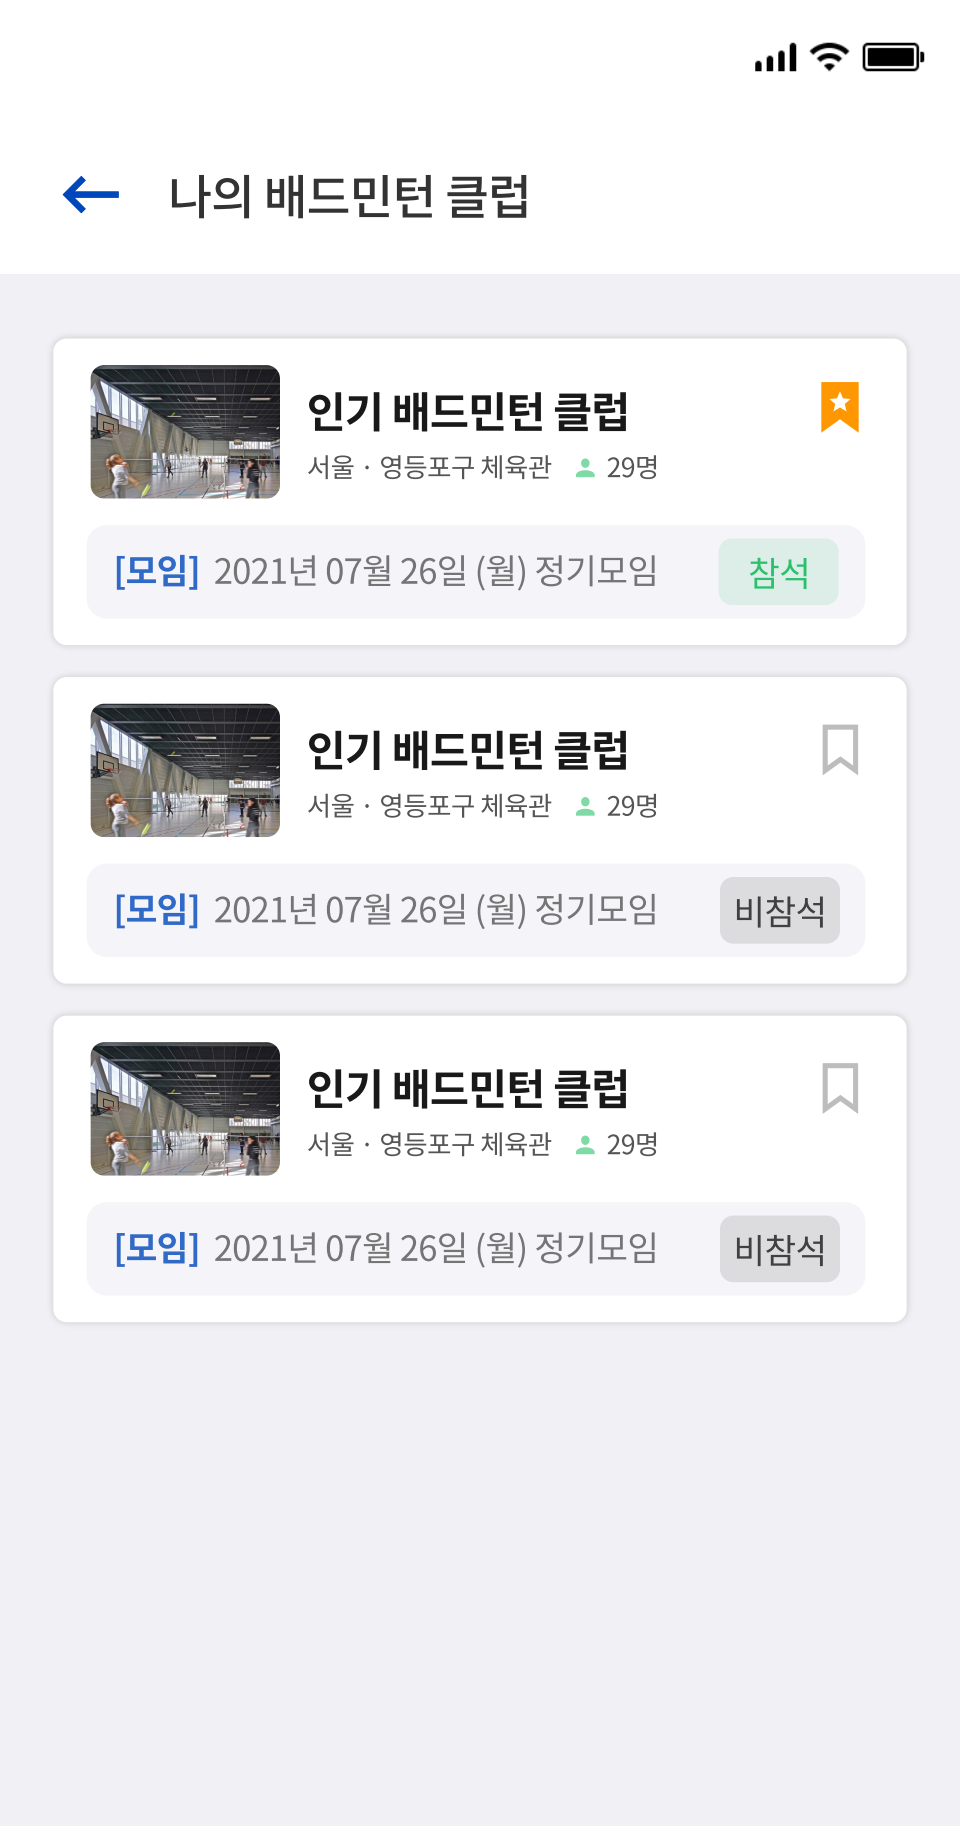 나의 배드민턴 클럽
인기 배드민턴 클럽
서울 · 영등포구 체육관 29명
[모임] 2021년 07월 26일 (월) 정기모임 참석
인기 배드민턴 클럽
서울 · 영등포구 체육관 29명
[모임] 2021년 07월 26일 (월) 정기모임 비참석
인기 배드민턴 클럽
서울 · 영등포구 체육관 29명
[모임] 2021년 07월 26일 (월) 정기모임 비참석